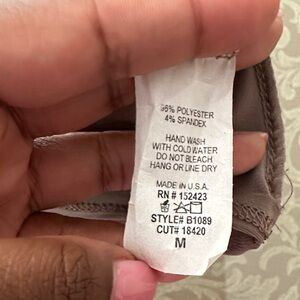 96% POLYESTER
4% SPANDEX
HAND WASH
WITH COLD WATER
DO NOT BLEACH
HANG OR LINE DRY
MADE IN U.S.A.
RN # 152423
STYLE# B1089
CUT# 18420
M